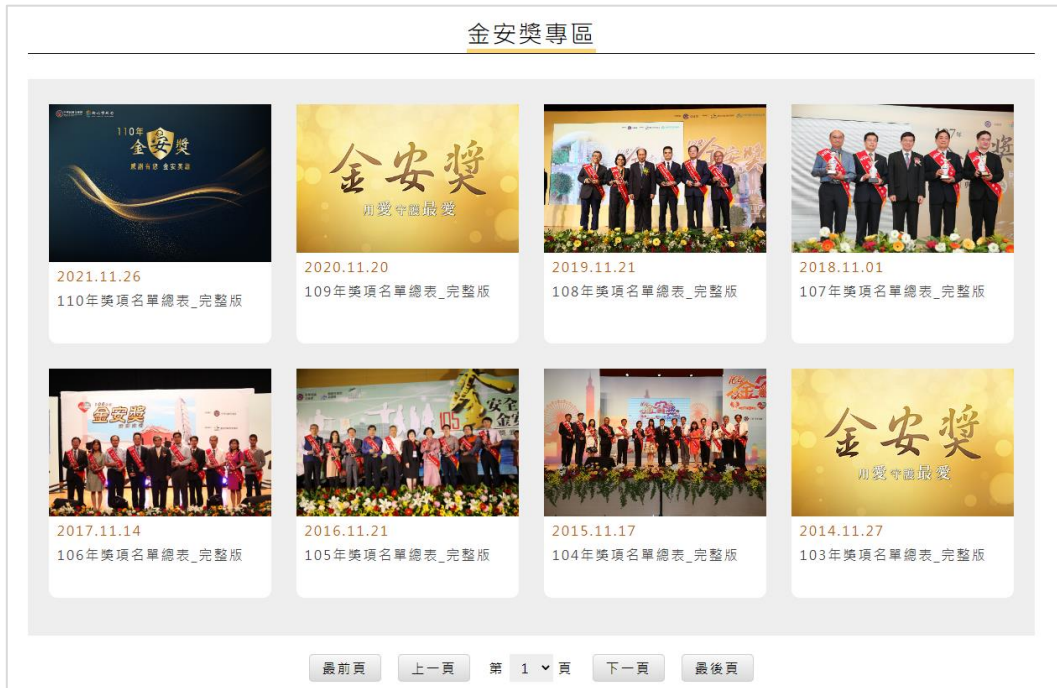 金安獎專區
110年
金安獎
2021.11.26
110年獎項名單總表_完整版
金安獎
用愛守護最愛
2020.11.20
109年獎項名單總表_完整版
金安獎
2019.11.21
108年獎項名單總表_完整版
107年
2018.11.01
107年獎項名單總表_完整版
金安獎
2017.11.14
106年獎項名單總表_完整版
105
2016.11.21
105年獎項名單總表_完整版
2015.11.17
104年獎項名單總表_完整版
金安獎
用愛守護最愛
2014.11.27
103年獎項名單總表_完整版
最前頁 上一頁 第 1 頁 下一頁 最後頁